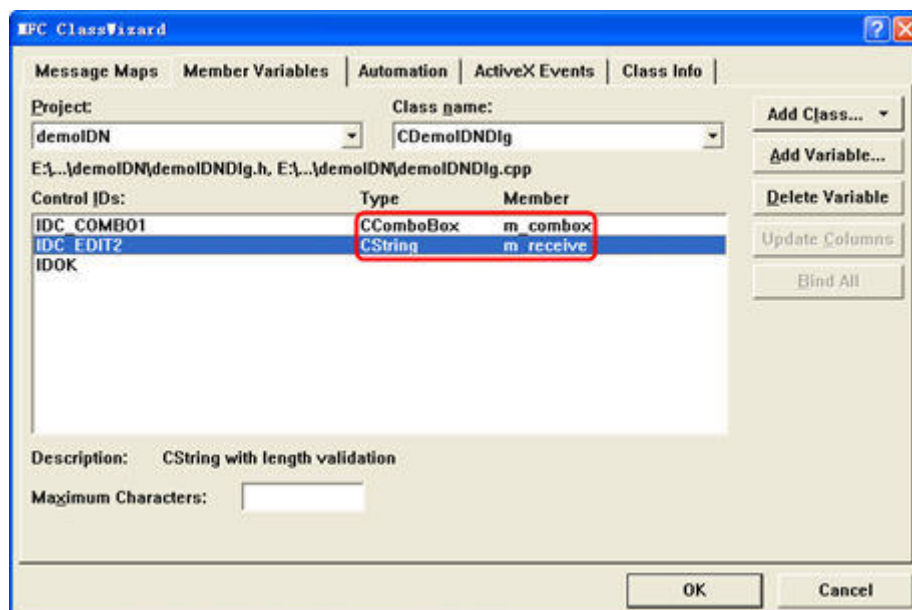 MFC ClassWizard
Message Maps Member Variables Automation ActiveX Events Class Info
Project: Class name:
demoIDN CDemoIDNDlg
E:\...\demoIDN\demoIDNDlg.h, E:\...\demoIDN\demoIDNDlg.cpp
Control IDs: Type Member
IDC_COMBO1 CComboBox m_combox
IDC_EDIT2 CString m_receive
IDOK
Add Class...
Add Variable...
Delete Variable
Update Columns
Bind All
Description: CString with length validation
Maximum Characters:
OK Cancel